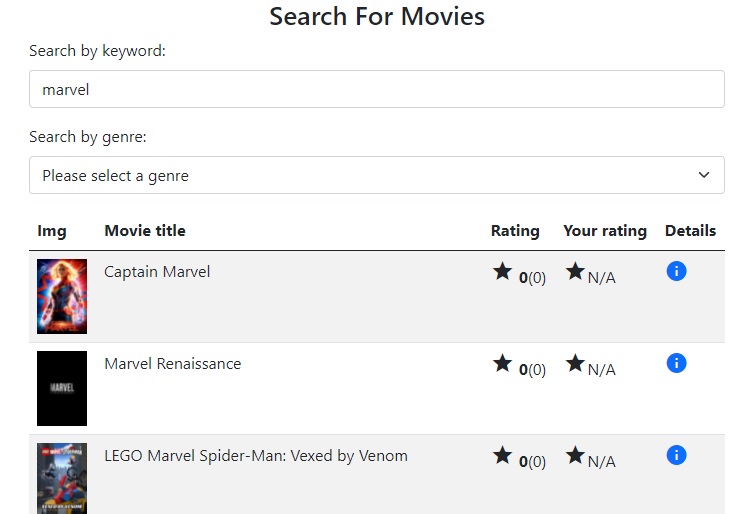 Search For Movies
Search by keyword:
marvel
Search by genre:
Please select a genre
Img Movie title Rating Your rating Details
Captain Marvel 0(0) N/A
MARVEL
Marvel Renaissance 0(0) N/A
LEGO Marvel Spider-Man: Vexed by Venom 0(0) N/A